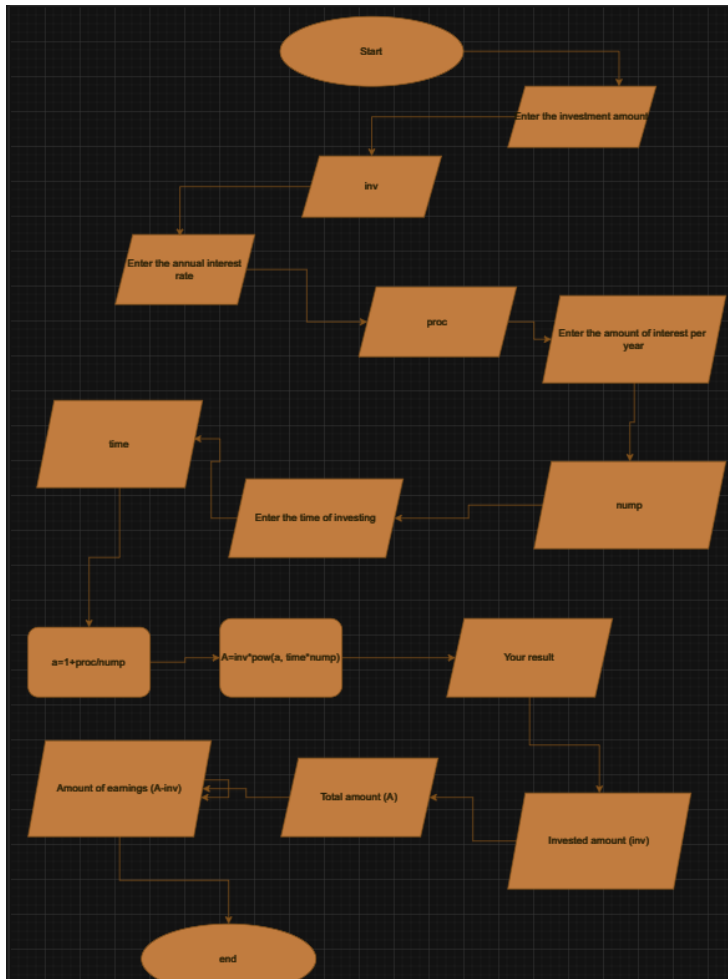 Start
Enter the investment amount
inv
Enter the annual interest
rate
proc
Enter the amount of interest per
year
nump
Enter the time of investing
time
a=1+proc/nump
A=inv*pow(a, time*nump)
Your result
Invested amount (inv)
Total amount (A)
Amount of earnings (A-inv)
end